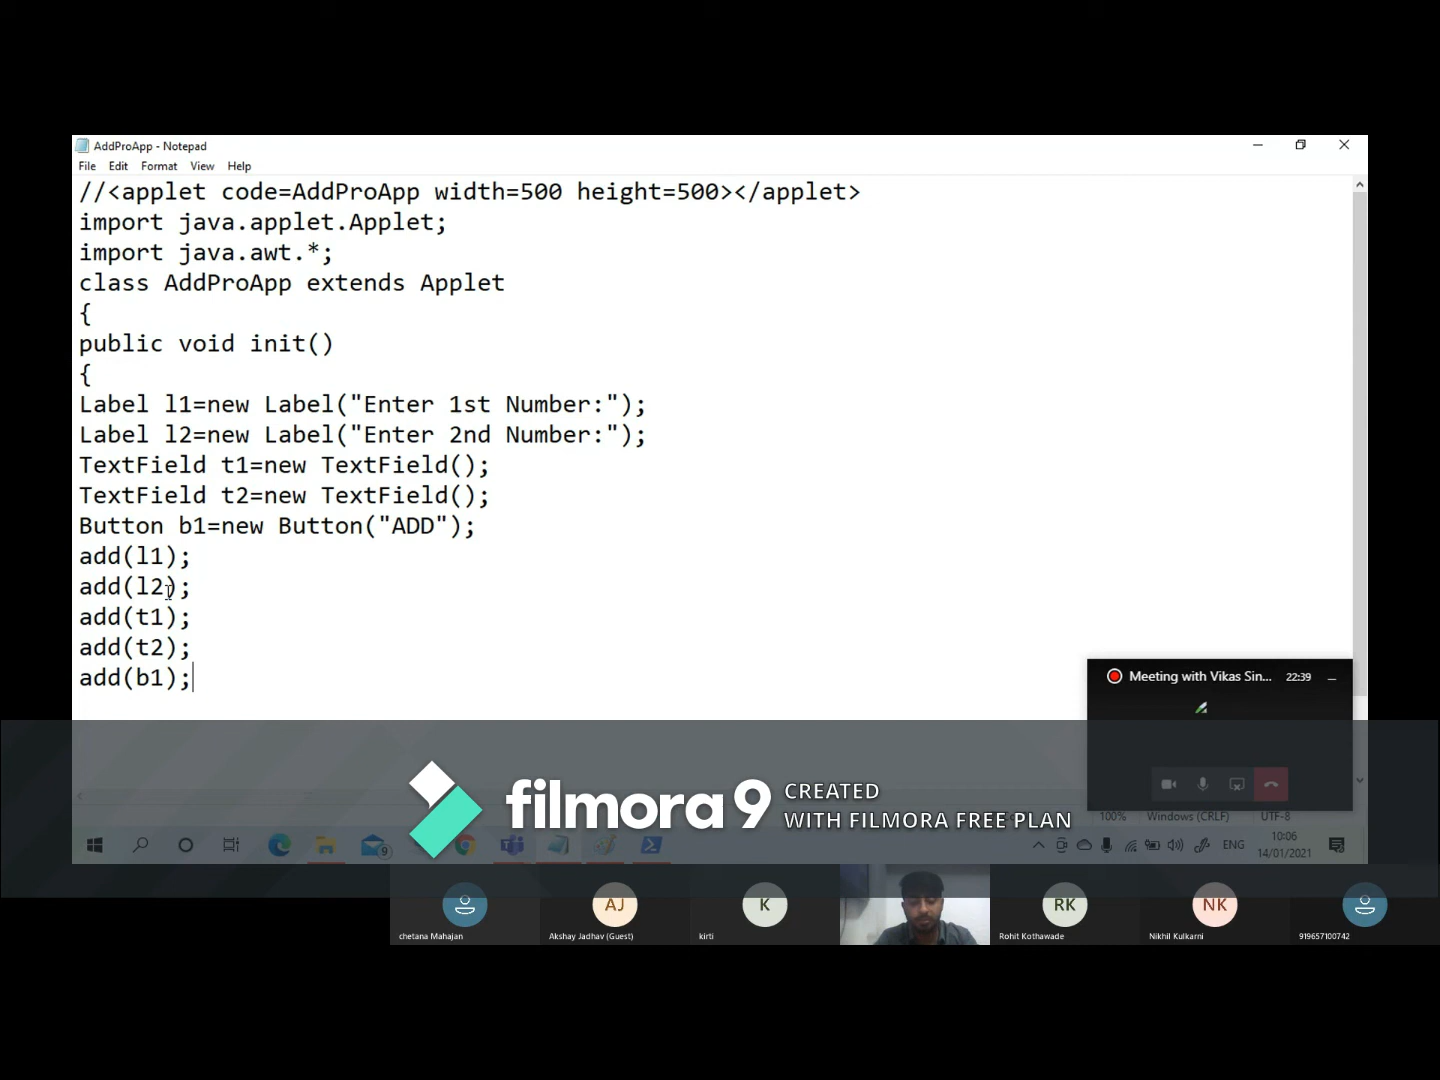 AddProApp - Notepad
File Edit Format View Help
//<applet code=AddProApp width=500 height=500></applet>
import java.applet.Applet;
import java.awt.*;
class AddProApp extends Applet
{
public void init()
{
Label l1=new Label("Enter 1st Number:");
Label l2=new Label("Enter 2nd Number:");
TextField t1=new TextField();
TextField t2=new TextField();
Button b1=new Button("ADD");
add(l1);
add(l2);
add(t1);
add(t2);
add(b1);
Meeting with Vikas Sin... 22:39
filmora9 CREATED
WITH FILMORA FREE PLAN
100% Windows (CRLF) UTF-8
9 ENG 10:06
14/01/2021
AJ K RK NK
chetana Mahajan Akshay Jadhav (Guest) kirti Rohit Kothawade Nikhil Kulkarni 919657100742